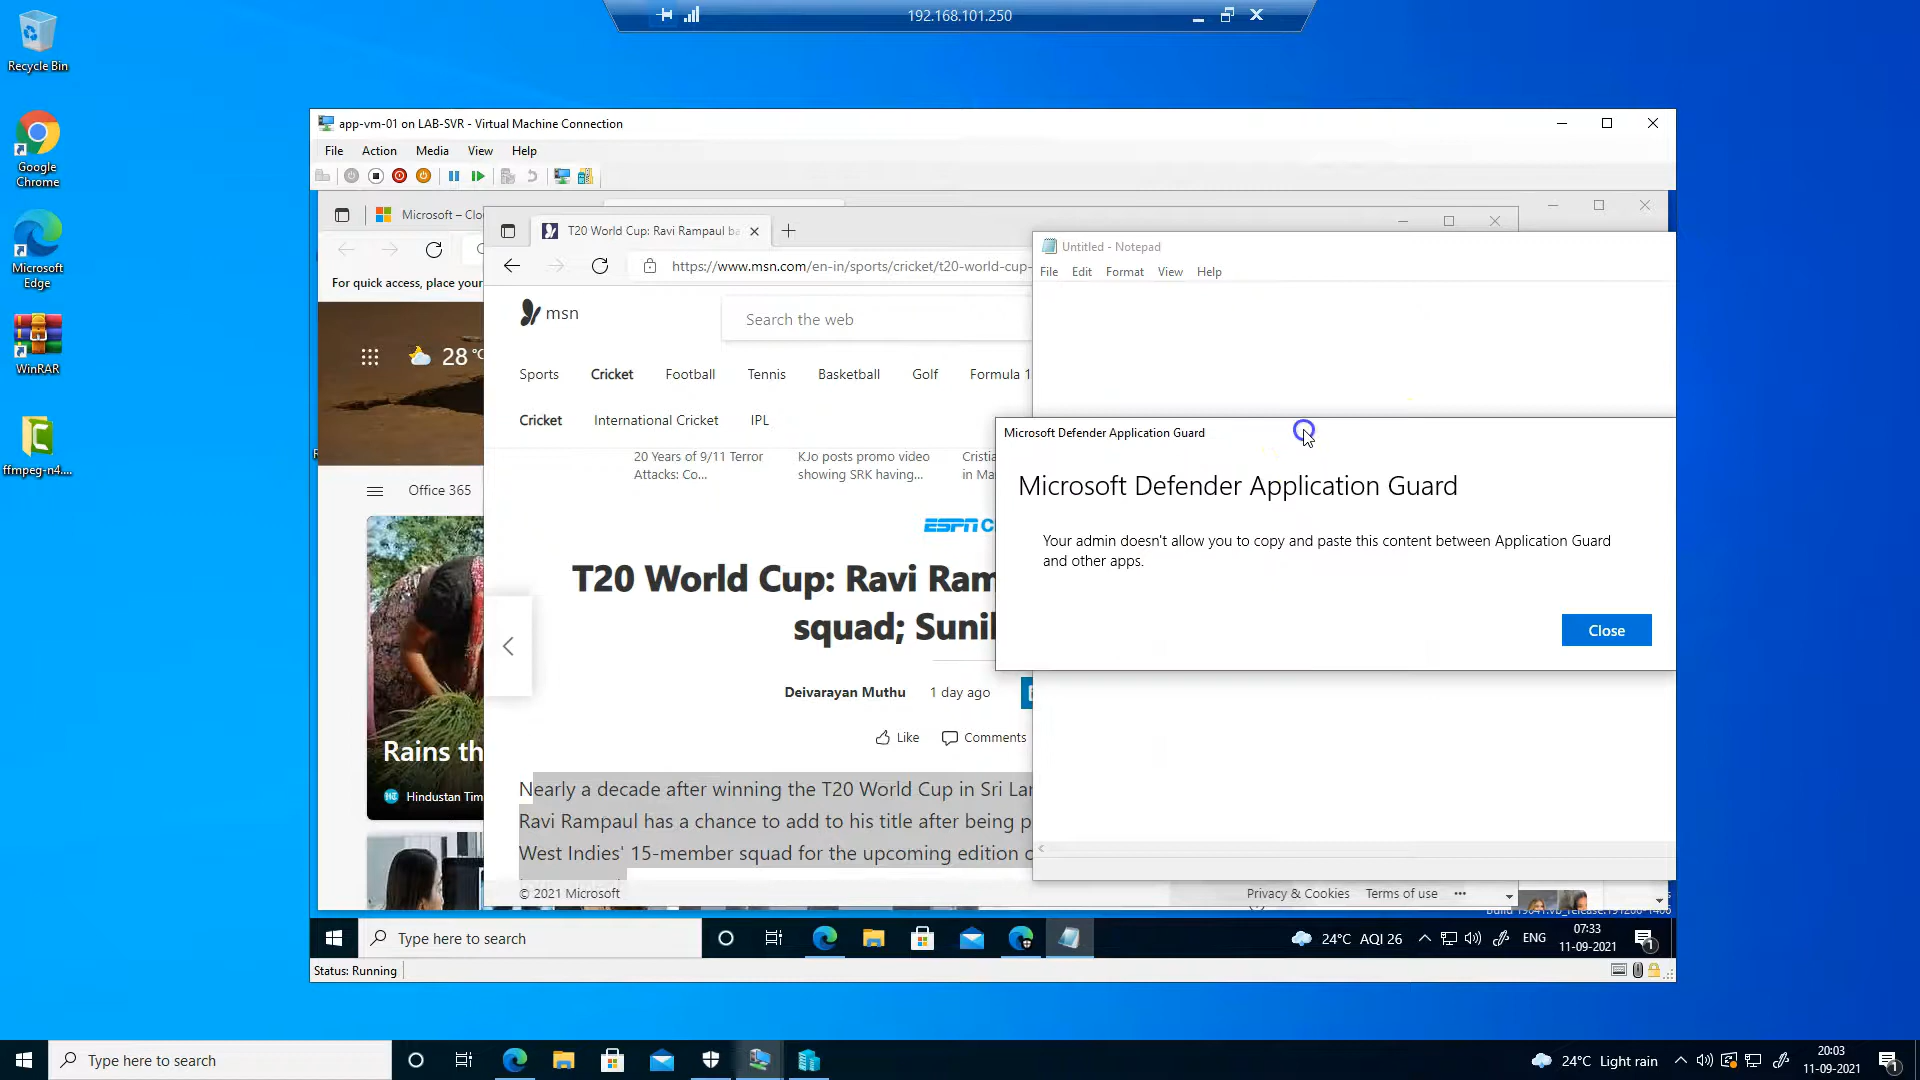 192.168.101.250
Recycle Bin
Google
Chrome
Microsoft
Edge
WinRAR
ffmpeg-n4....
app-vm-01 on LAB-SVR - Virtual Machine Connection
File Action Media View Help
Microsoft – Clo
T20 World Cup: Ravi Rampaul ba
https://www.msn.com/en-in/sports/cricket/t20-world-cup-
For quick access, place your
28 °C
Office 365
Rains th
Hindustan Tim
msn
Search the web
Sports Cricket Football Tennis Basketball Golf Formula 1
Cricket International Cricket IPL
20 Years of 9/11 Terror
Attacks: Co...
KJo posts promo video
showing SRK having...
Cristia
in Ma
ESPN C
T20 World Cup: Ravi Ram
squad; Sunil
Deivarayan Muthu 1 day ago
Like Comments
Nearly a decade after winning the T20 World Cup in Sri Lan
Ravi Rampaul has a chance to add to his title after being p
West Indies' 15-member squad for the upcoming edition o
© 2021 Microsoft
Privacy & Cookies Terms of use •••
Untitled - Notepad
File Edit Format View Help
Microsoft Defender Application Guard
Microsoft Defender Application Guard
Your admin doesn't allow you to copy and paste this content between Application Guard
and other apps.
Close
Type here to search
24°C AQI 26
ENG
07:33
11-09-2021
1
Status: Running
Type here to search
24°C Light rain
20:03
11-09-2021
1